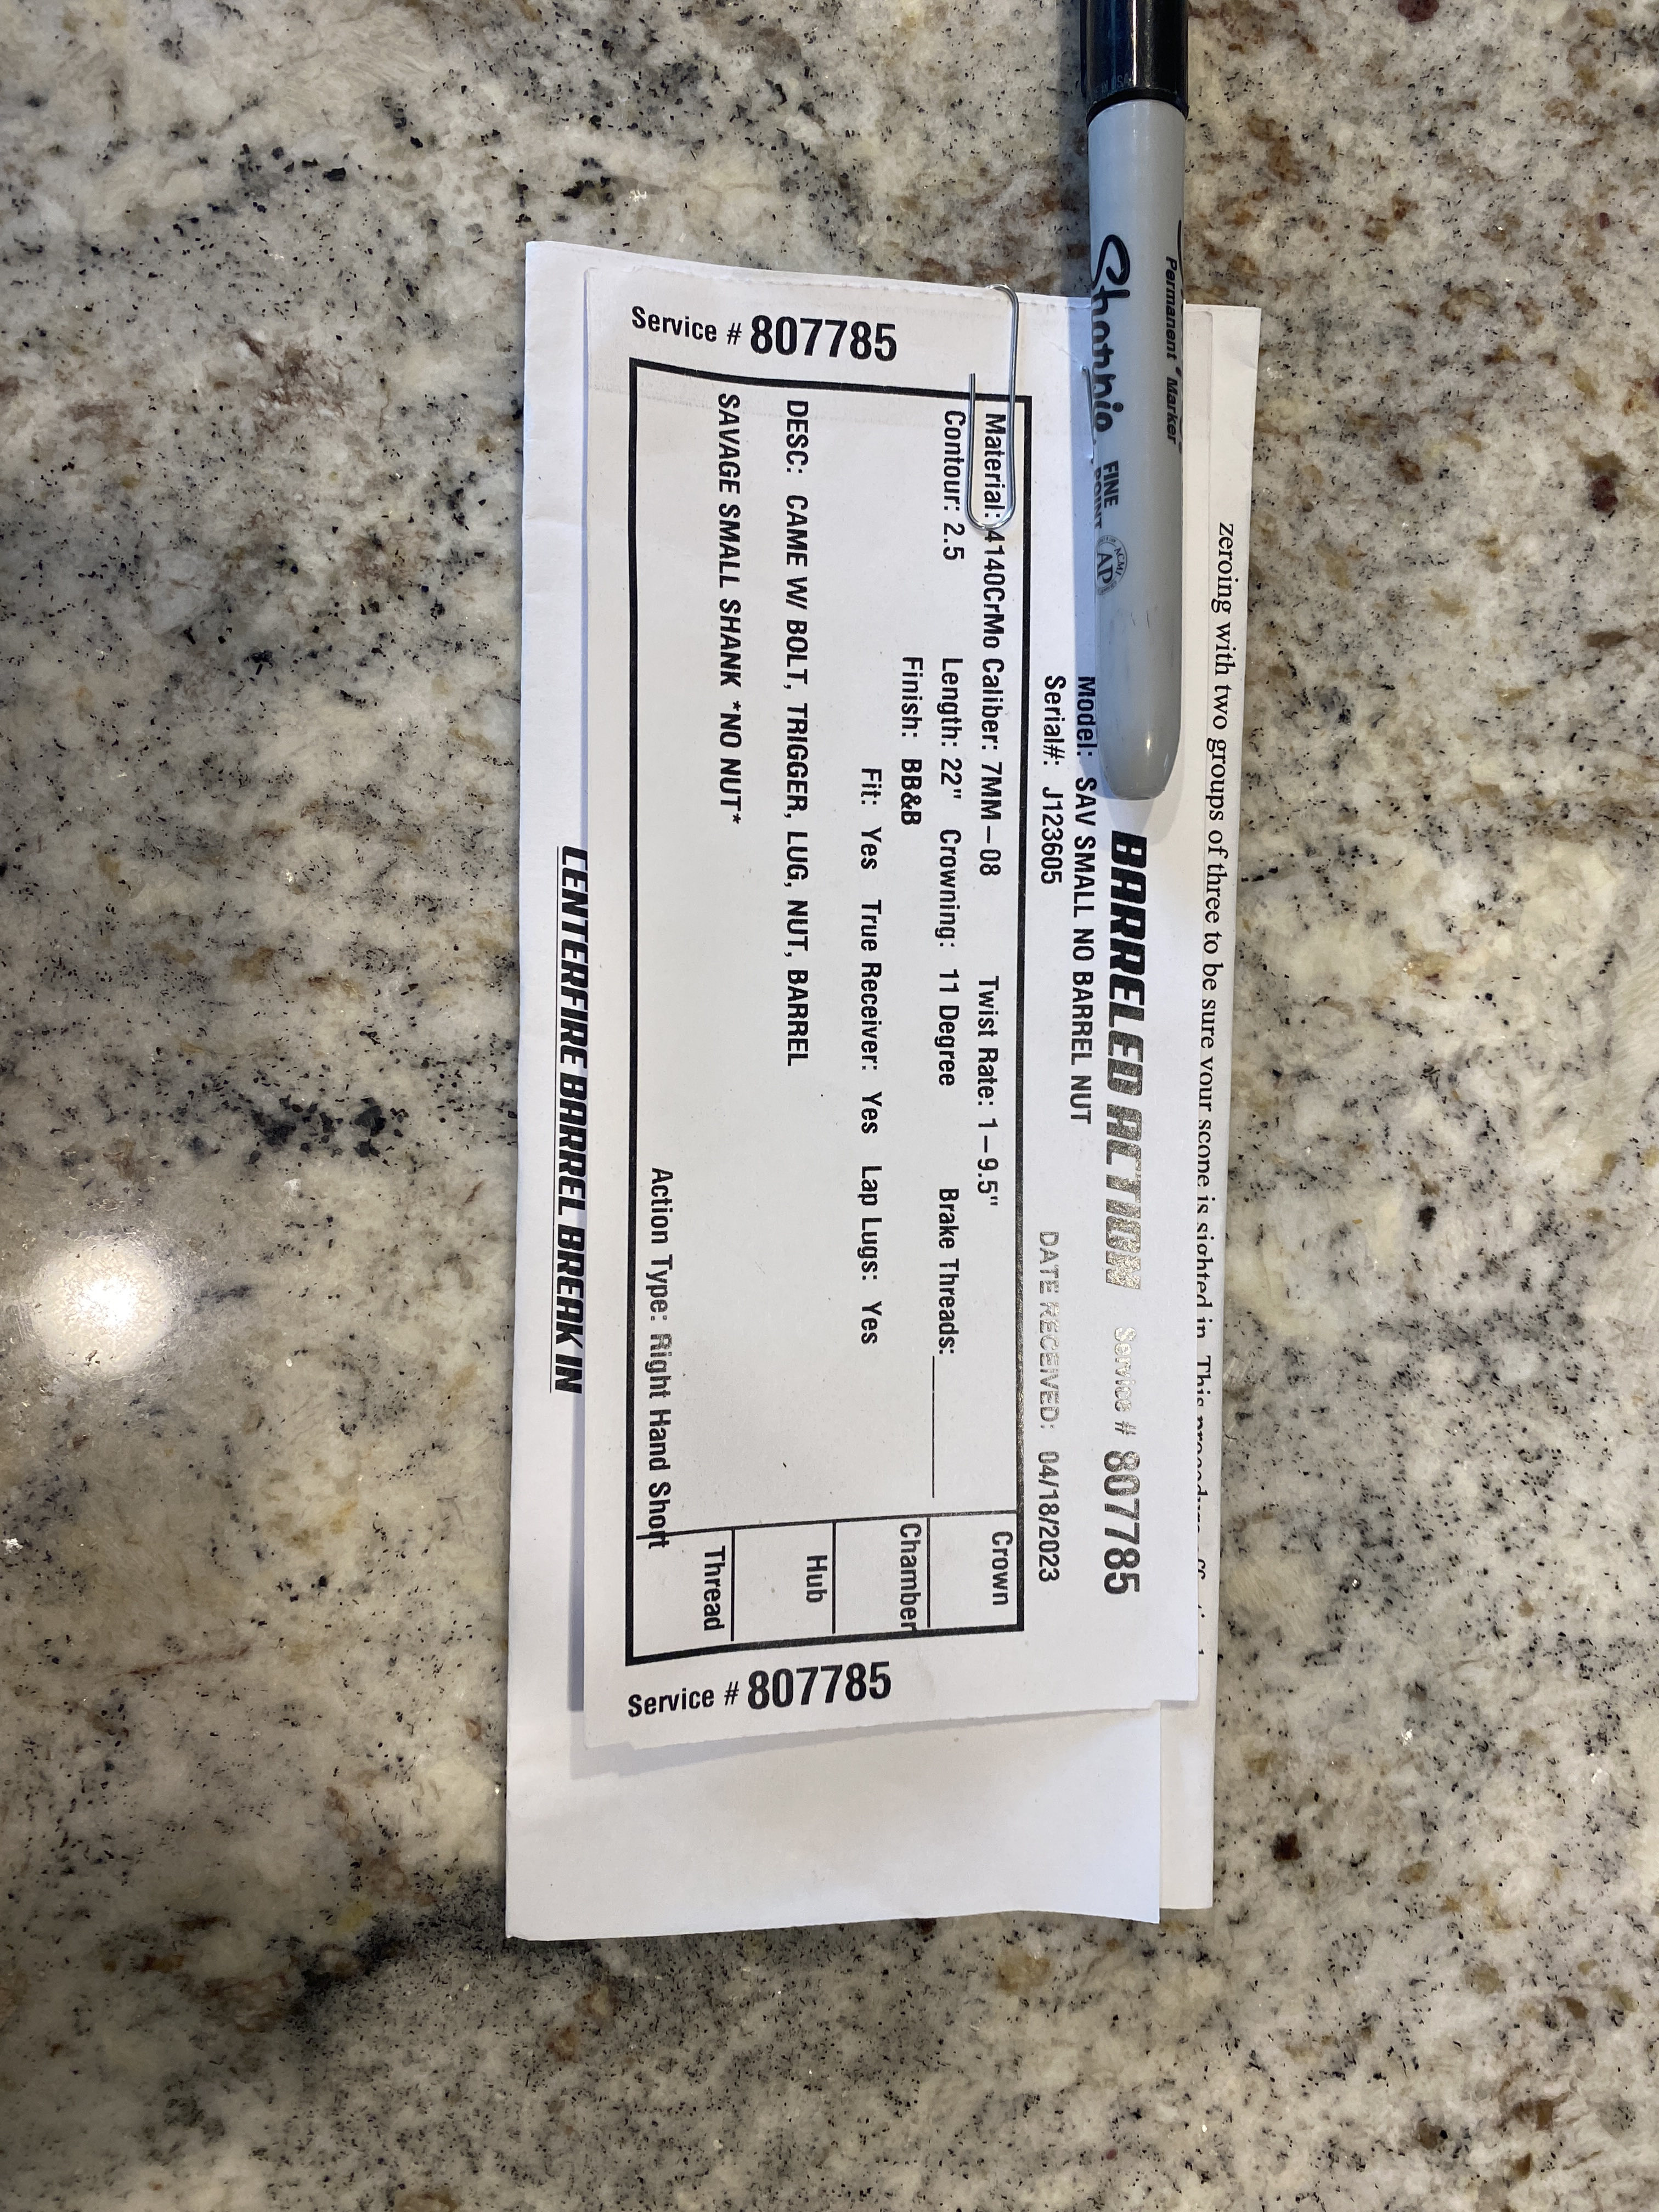 zeroing with two groups of three to be sure your scope is sighted in. This procedure
BARRELED ACTION Service # 807785
Model: SAV SMALL NO BARREL NUT
Serial#: J123605 DATE RECEIVED: 04/18/2023
Material: 4140CrMo Caliber: 7MM-08 Twist Rate: 1-9.5"
Contour: 2.5 Length: 22" Crowning: 11 Degree Brake Threads:
Finish: BB&B
Fit: Yes True Receiver: Yes Lap Lugs: Yes
DESC: CAME W/ BOLT, TRIGGER, LUG, NUT, BARREL
SAVAGE SMALL SHANK *NO NUT*
Action Type: Right Hand Short
Crown
Chamber
Hub
Thread
Service # 807785
Service # 807785
CENTERFIRE BARREL BREAK IN
Sharpie
FINE
POINT
Permanent Marker
ACMI
AP